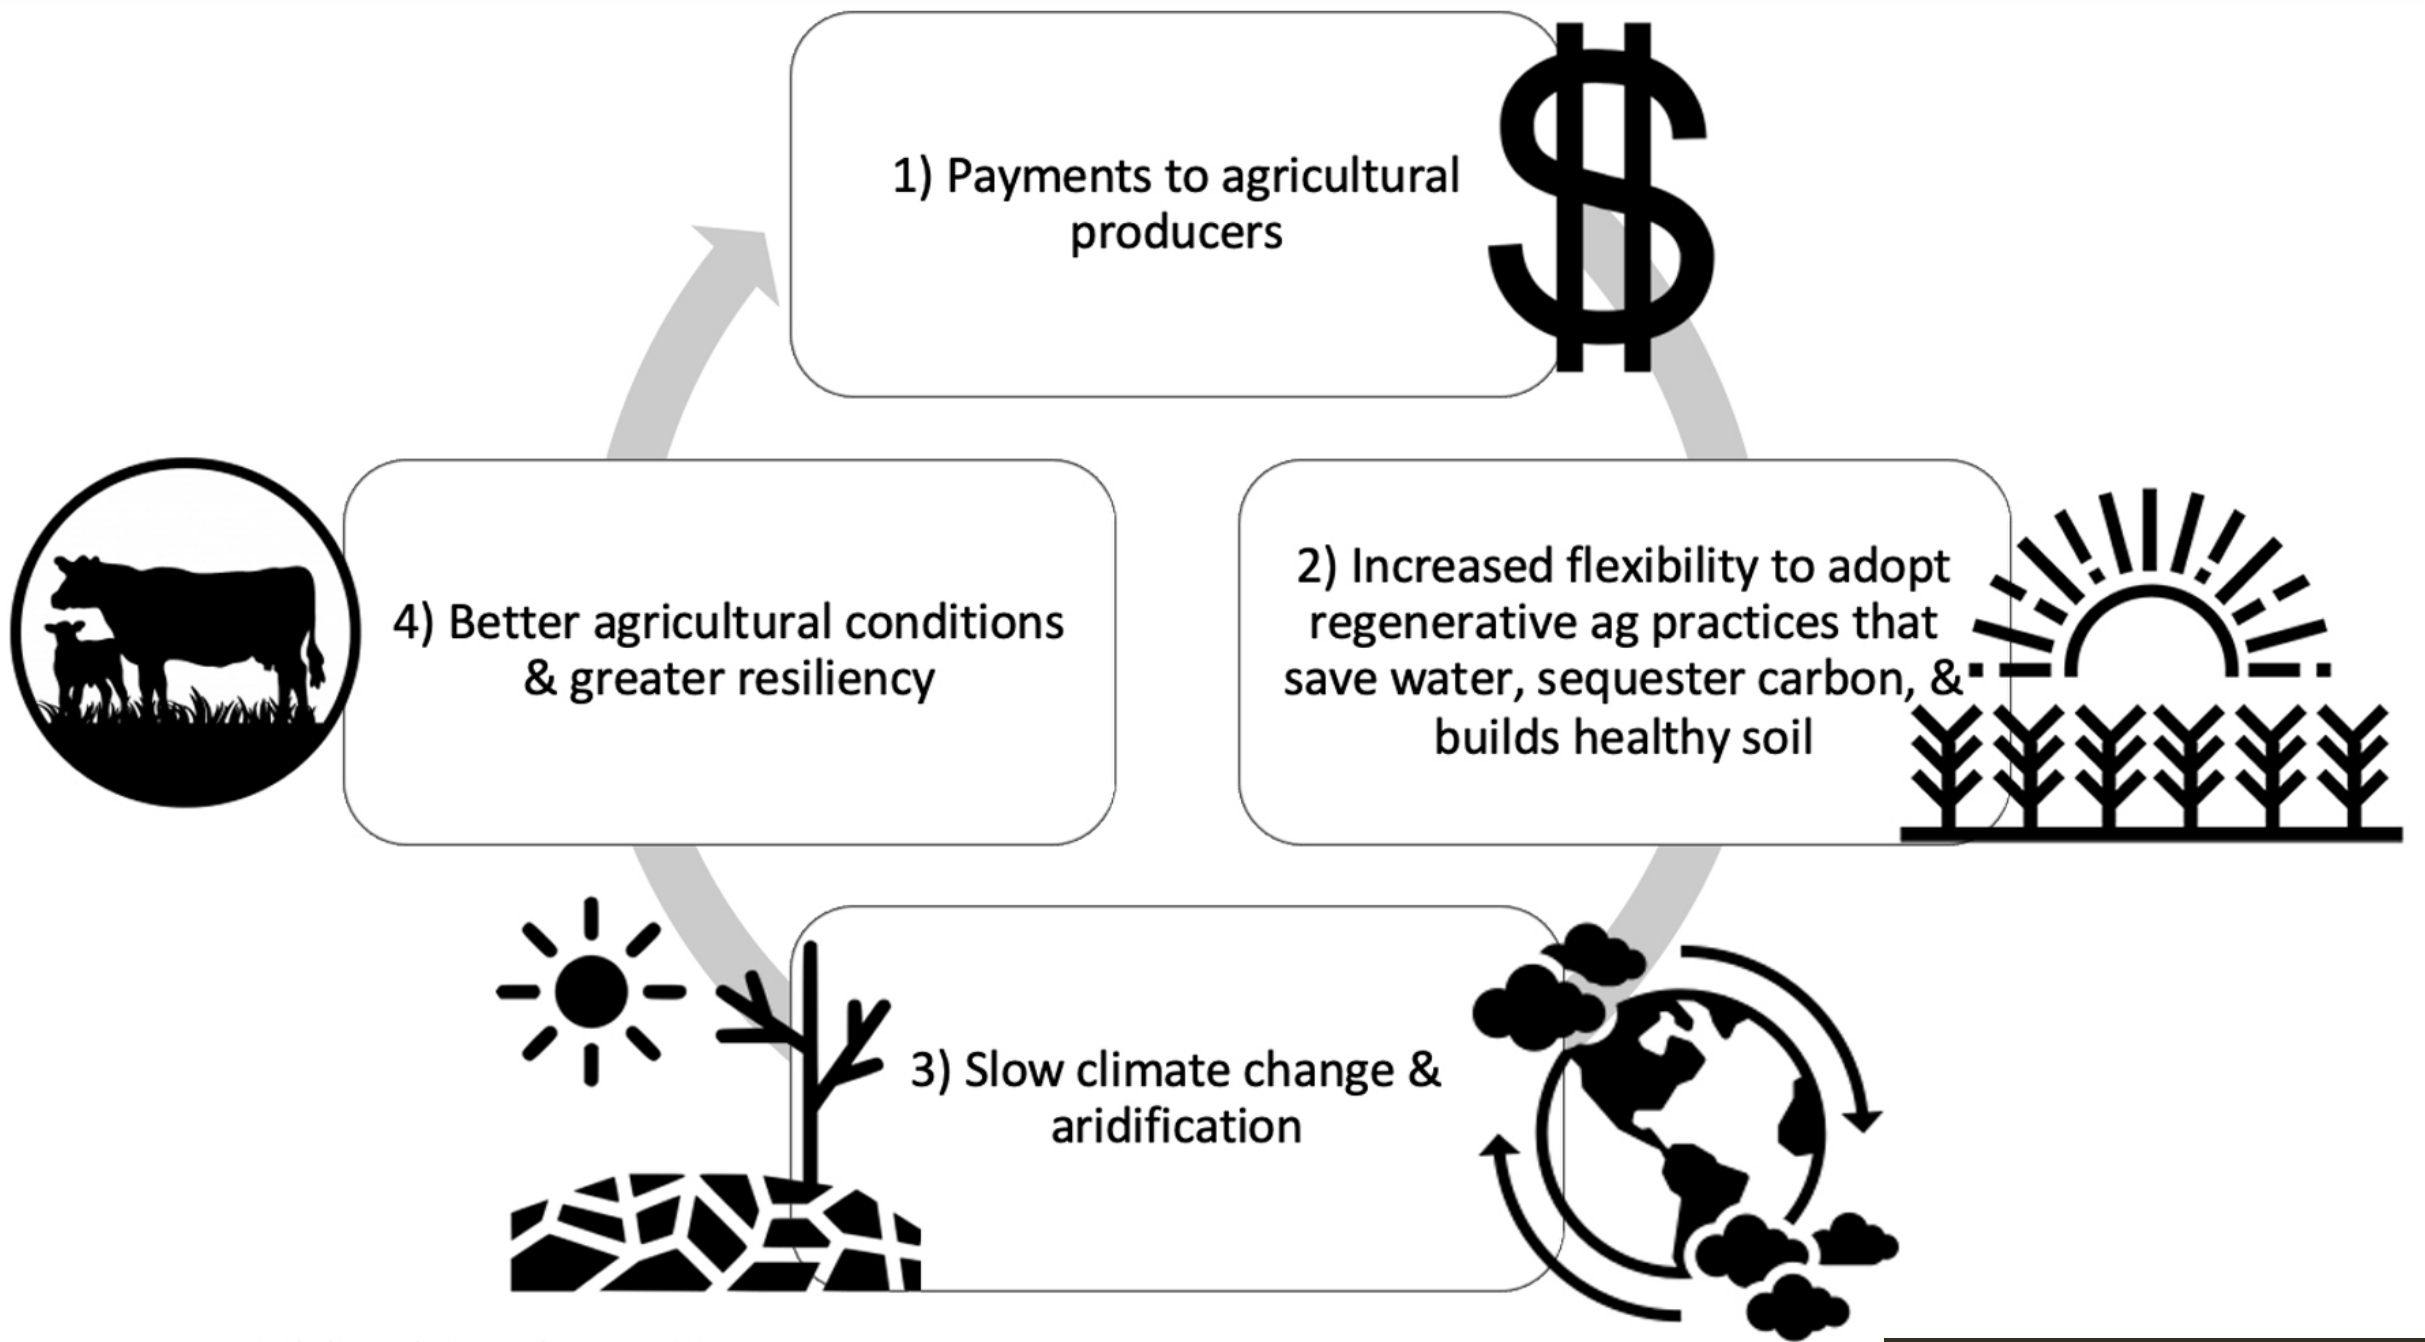 1) Payments to agricultural
producers
2) Increased flexibility to adopt
regenerative ag practices that
save water, sequester carbon, &
builds healthy soil
3) Slow climate change &
aridification
4) Better agricultural conditions
& greater resiliency